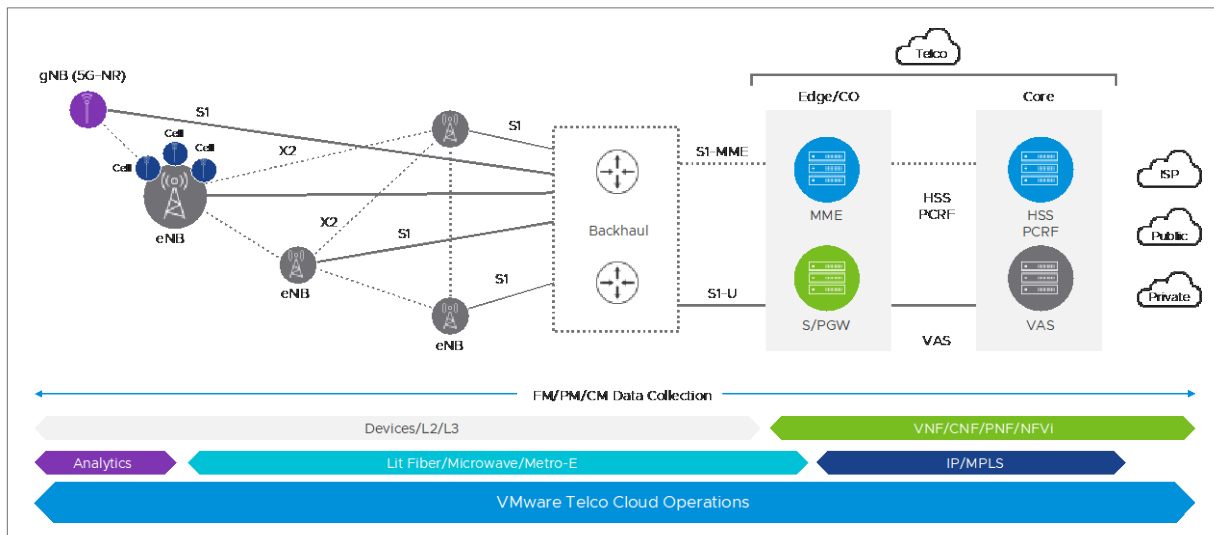 Telco
gNB (5G-NR)
Edge/CO
Core
S1
S1
Cell
Cell
Cell
X2
S1-MME
ISP
MME
HSS
PCRF
HSS
PCRF
X2
S1
Backhaul
Public
eNB
eNB
S1
S1-U
Private
S/PGW
VAS
VAS
eNB
FM/PM/CM Data Collection
Devices/L2/L3
VNF/CNF/PNF/NFVi
Analytics
Lit Fiber/Microwave/Metro-E
IP/MPLS
VMware Telco Cloud Operations